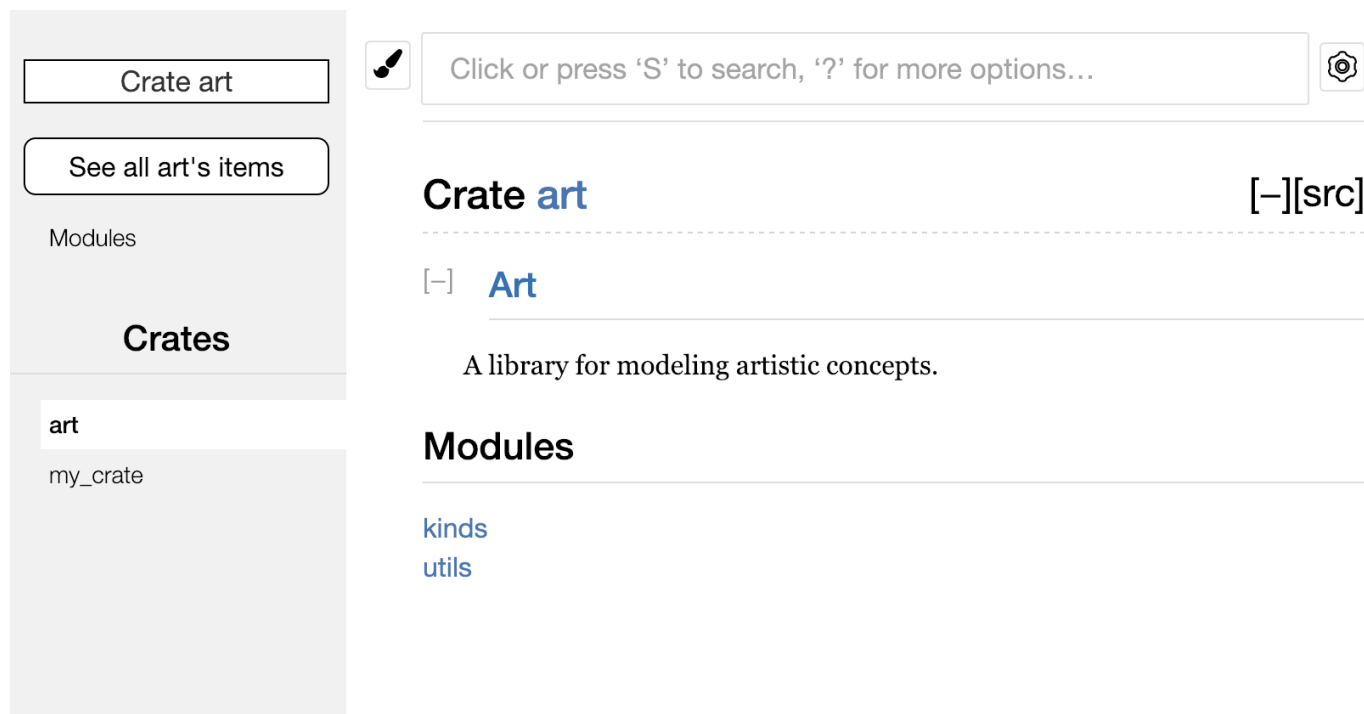 Crate art
See all art's items
Modules
Crates
art
my_crate
Click or press ‘S’ to search, ‘?’ for more options…
Crate art
[–][src]
[–] Art
A library for modeling artistic concepts.
Modules
kinds
utils